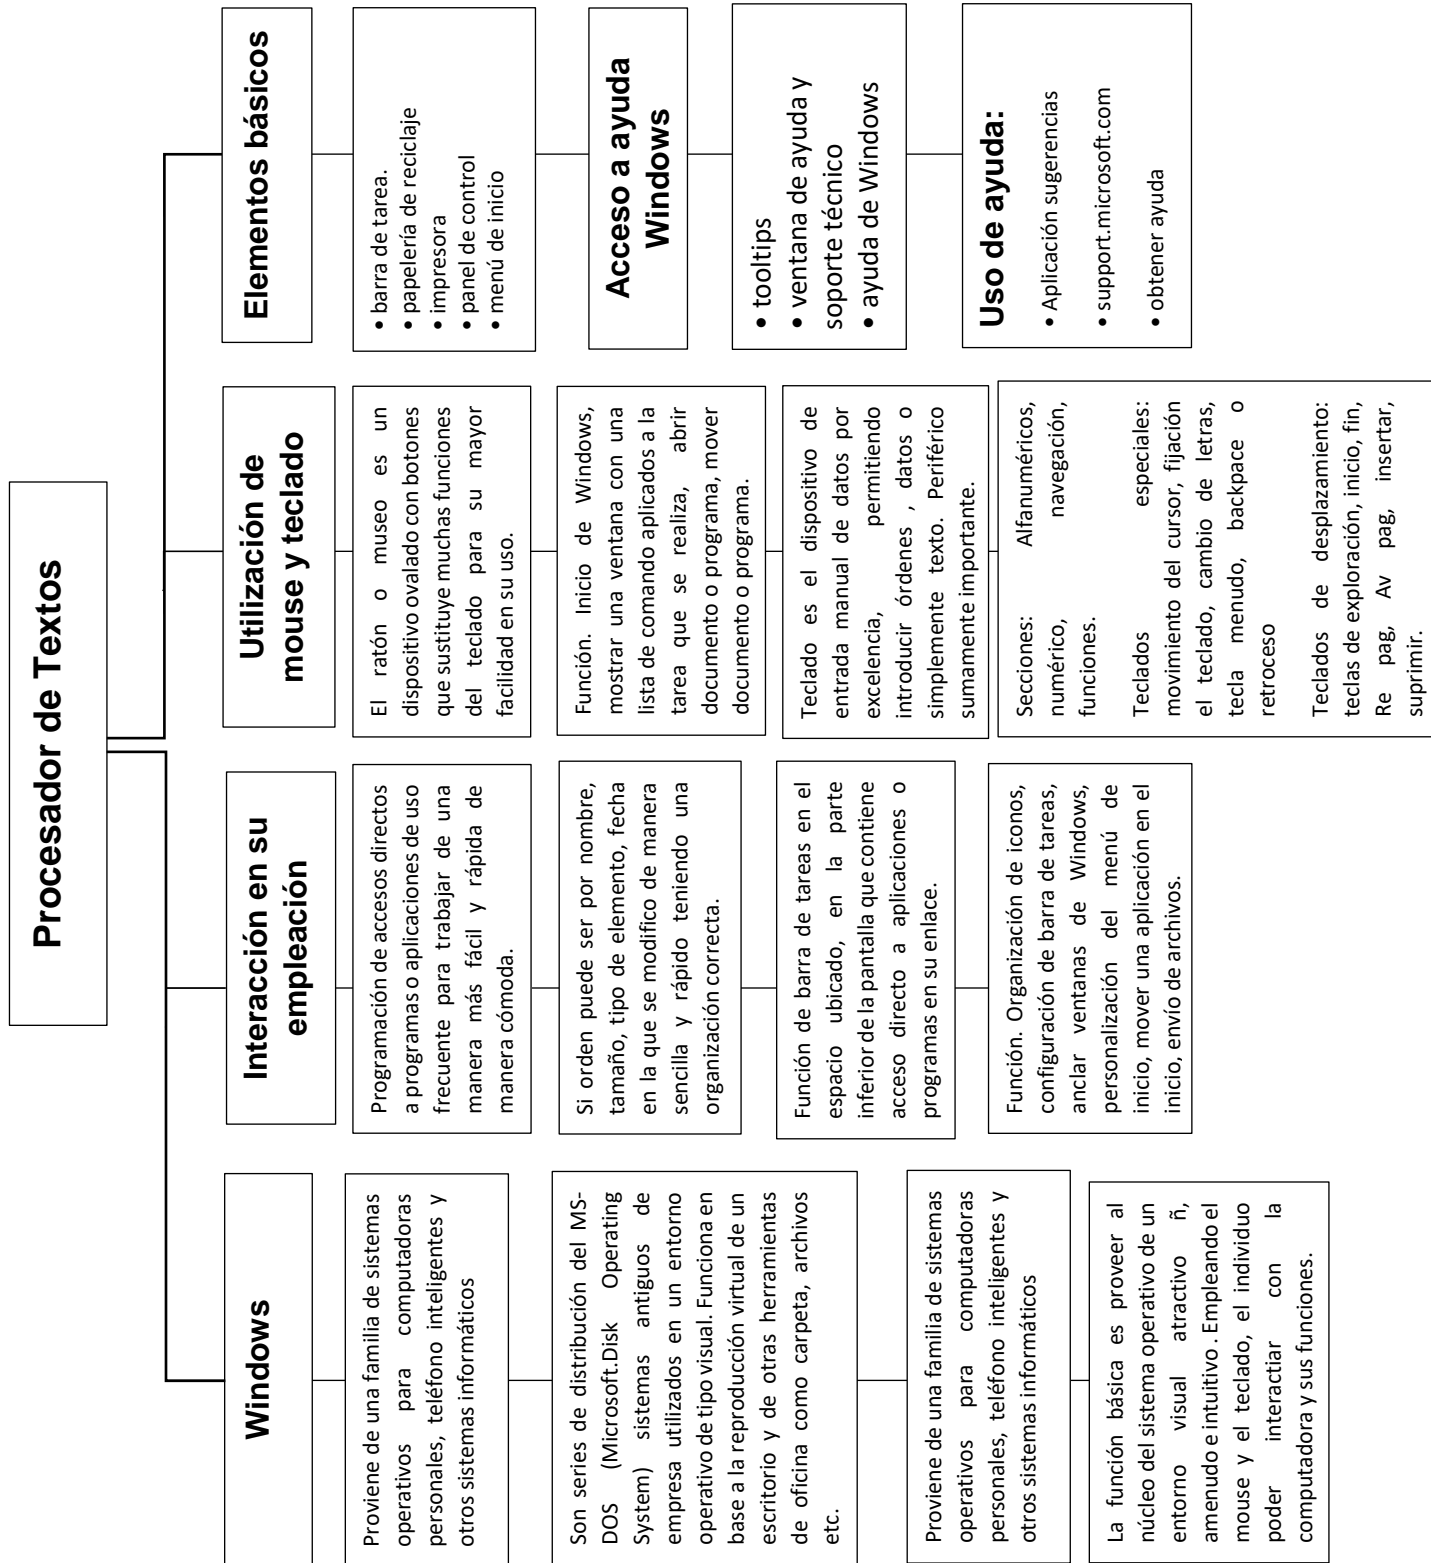 Procesador de Textos
Windows
Proviene de una familia de sistemas
operativos para computadoras
personales, teléfono inteligentes y
otros sistemas informáticos
Son series de distribución del MS-
DOS (Microsoft.Disk Operating
System) sistemas antiguos de
empresa utilizados en un entorno
operativo de tipo visual. Funciona en
base a la reproducción virtual de un
escritorio y de otras herramientas
de oficina como carpeta, archivos
etc.
Proviene de una familia de sistemas
operativos para computadoras
personales, teléfono inteligentes y
otros sistemas informáticos
La función básica es proveer al
núcleo del sistema operativo de un
entorno visual atractivo ñ,
amenudo e intuitivo. Empleando el
mouse y el teclado, el individuo
poder interactiar con la
computadora y sus funciones.
Interacción en su
empleación
Programación de accesos directos
a programas o aplicaciones de uso
frecuente para trabajar de una
manera más fácil y rápida de
manera cómoda.
Si orden puede ser por nombre,
tamaño, tipo de elemento, fecha
en la que se modifico de manera
sencilla y rápido teniendo una
organización correcta.
Función de barra de tareas en el
espacio ubicado, en la parte
inferior de la pantalla que contiene
acceso directo a aplicaciones o
programas en su enlace.
Función. Organización de iconos,
configuración de barra de tareas,
anclar ventanas de Windows,
personalización del menú de
inicio, mover una aplicación en el
inicio, envío de archivos.
Utilización de
mouse y teclado
El ratón o museo es un
dispositivo ovalado con botones
que sustituye muchas funciones
del teclado para su mayor
facilidad en su uso.
Función. Inicio de Windows,
mostrar una ventana con una
lista de comando aplicados a la
tarea que se realiza, abrir
documento o programa, mover
documento o programa.
Teclado es el dispositivo de
entrada manual de datos por
excelencia, permitiendo
introducir órdenes , datos o
simplemente texto. Periférico
sumamente importante.
Secciones: Alfanuméricos,
numérico, navegación,
funciones.
Teclados especiales:
movimiento del cursor, fijación
el teclado, cambio de letras,
tecla menudo, backpace o
retroceso
Teclados de desplazamiento:
teclas de exploración, inicio, fin,
Re pag, Av pag, insertar,
suprimir.
Elementos básicos
• barra de tarea.
• papelería de reciclaje
• impresora
• panel de control
• menú de inicio
Acceso a ayuda
Windows
• tooltips
• ventana de ayuda y
soporte técnico
• ayuda de Windows
Uso de ayuda:
• Aplicación sugerencias
• support.microsoft.com
• obtener ayuda